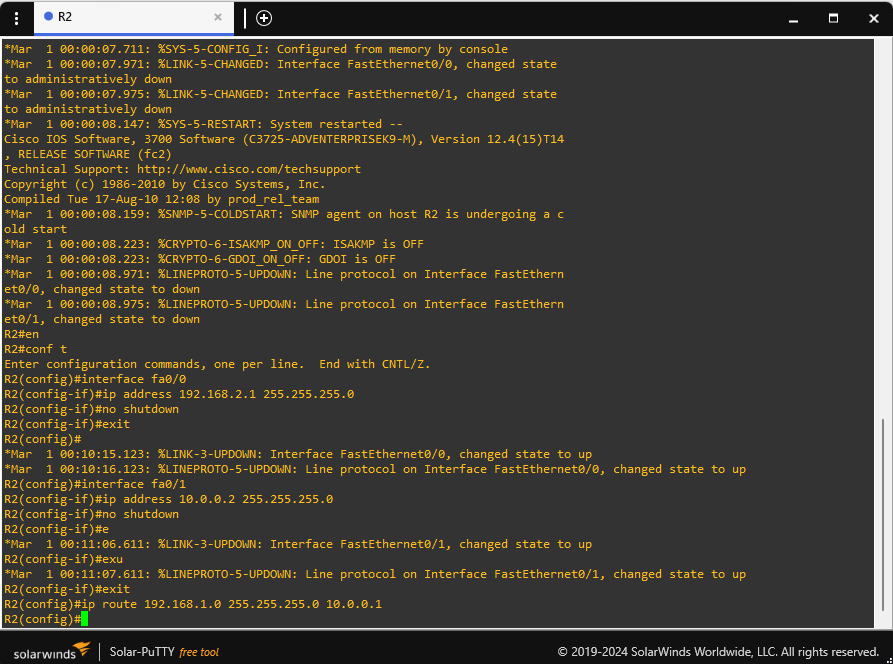 R2
*Mar  1 00:00:07.711: %SYS-5-CONFIG_I: Configured from memory by console
*Mar  1 00:00:07.971: %LINK-5-CHANGED: Interface FastEthernet0/0, changed state
to administratively down
*Mar  1 00:00:07.975: %LINK-5-CHANGED: Interface FastEthernet0/1, changed state
to administratively down
*Mar  1 00:00:08.147: %SYS-5-RESTART: System restarted --
Cisco IOS Software, 3700 Software (C3725-ADVENTERPRISEK9-M), Version 12.4(15)T14
, RELEASE SOFTWARE (fc2)
Technical Support: http://www.cisco.com/techsupport
Copyright (c) 1986-2010 by Cisco Systems, Inc.
Compiled Tue 17-Aug-10 12:08 by prod_rel_team
*Mar  1 00:00:08.159: %SNMP-5-COLDSTART: SNMP agent on host R2 is undergoing a c
old start
*Mar  1 00:00:08.223: %CRYPTO-6-ISAKMP_ON_OFF: ISAKMP is OFF
*Mar  1 00:00:08.223: %CRYPTO-6-GDOI_ON_OFF: GDOI is OFF
*Mar  1 00:00:08.971: %LINEPROTO-5-UPDOWN: Line protocol on Interface FastEthern
et0/0, changed state to down
*Mar  1 00:00:08.975: %LINEPROTO-5-UPDOWN: Line protocol on Interface FastEthern
et0/1, changed state to down
R2#en
R2#conf t
Enter configuration commands, one per line.  End with CNTL/Z.
R2(config)#interface fa0/0
R2(config-if)#ip address 192.168.2.1 255.255.255.0
R2(config-if)#no shutdown
R2(config-if)#exit
R2(config)#
*Mar  1 00:10:15.123: %LINK-3-UPDOWN: Interface FastEthernet0/0, changed state to up
*Mar  1 00:10:16.123: %LINEPROTO-5-UPDOWN: Line protocol on Interface FastEthernet0/0, changed state to up
R2(config)#interface fa0/1
R2(config-if)#ip address 10.0.0.2 255.255.255.0
R2(config-if)#no shutdown
R2(config-if)#e
*Mar  1 00:11:06.611: %LINK-3-UPDOWN: Interface FastEthernet0/1, changed state to up
R2(config-if)#exu
*Mar  1 00:11:07.611: %LINEPROTO-5-UPDOWN: Line protocol on Interface FastEthernet0/1, changed state to up
R2(config-if)#exit
R2(config)#ip route 192.168.1.0 255.255.255.0 10.0.0.1
R2(config)#
solarwinds Solar-PuTTY free tool © 2019-2024 SolarWinds Worldwide, LLC. All rights reserved.